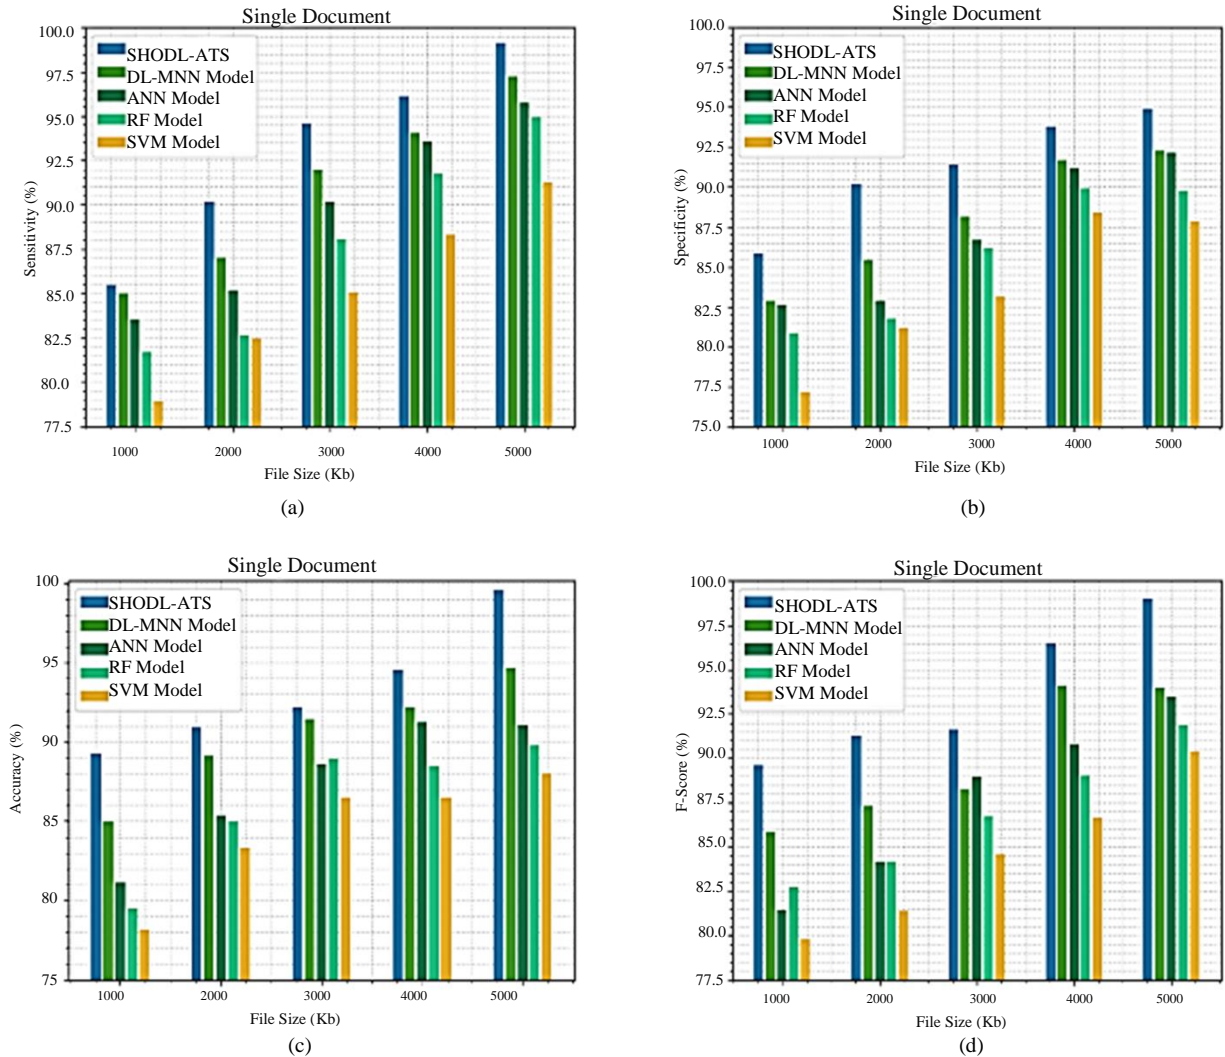 Single Document
100.0
97.5
95.0
92.5
90.0
87.5
85.0
82.5
80.0
77.5
Sensitivity (%)
SHODL-ATS
DL-MNN Model
ANN Model
RF Model
SVM Model
1000 2000 3000 4000 5000
File Size (Kb)
(a)
Single Document
100.0
97.5
95.0
92.5
90.0
87.5
85.0
82.5
80.0
77.5
75.0
Specificity (%)
SHODL-ATS
DL-MNN Model
ANN Model
RF Model
SVM Model
1000 2000 3000 4000 5000
File Size (Kb)
(b)
Single Document
100
95
90
85
80
75
Accuracy (%)
SHODL-ATS
DL-MNN Model
ANN Model
RF Model
SVM Model
1000 2000 3000 4000 5000
File Size (Kb)
(c)
Single Document
100.0
97.5
95.0
92.5
90.0
87.5
85.0
82.5
80.0
77.5
F-Score (%)
SHODL-ATS
DL-MNN Model
ANN Model
RF Model
SVM Model
1000 2000 3000 4000 5000
File Size (Kb)
(d)